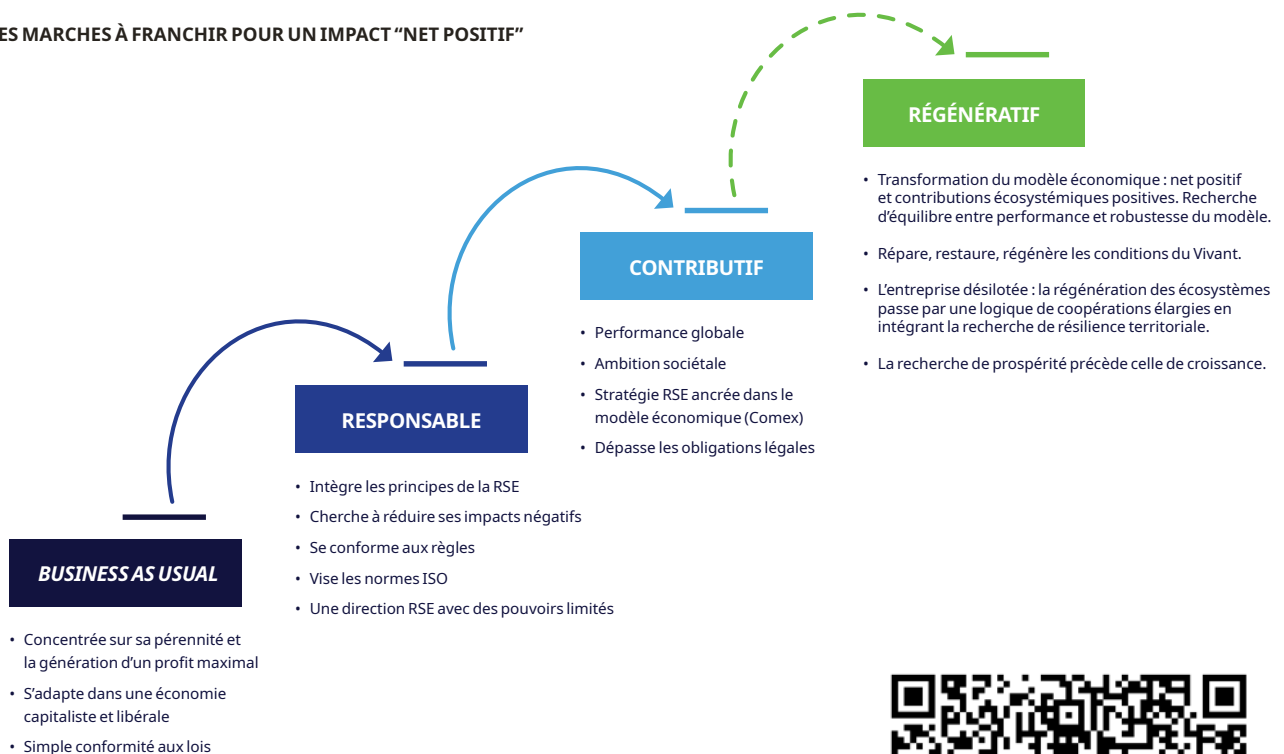 ES MARCHES À FRANCHIR POUR UN IMPACT “NET POSITIF”
RÉGÉNÉRATIF
• Transformation du modèle économique : net positif
et contributions écosystémiques positives. Recherche
d’équilibre entre performance et robustesse du modèle.
• Répare, restaure, régénère les conditions du Vivant.
• L’entreprise désilotée : la régénération des écosystèmes
passe par une logique de coopérations élargies en
intégrant la recherche de résilience territoriale.
• La recherche de prospérité précède celle de croissance.
CONTRIBUTIF
• Performance globale
• Ambition sociétale
• Stratégie RSE ancrée dans le
modèle économique (Comex)
• Dépasse les obligations légales
RESPONSABLE
• Intègre les principes de la RSE
• Cherche à réduire ses impacts négatifs
• Se conforme aux règles
• Vise les normes ISO
• Une direction RSE avec des pouvoirs limités
BUSINESS AS USUAL
• Concentrée sur sa pérennité et
la génération d’un profit maximal
• S’adapte dans une économie
capitaliste et libérale
• Simple conformité aux lois